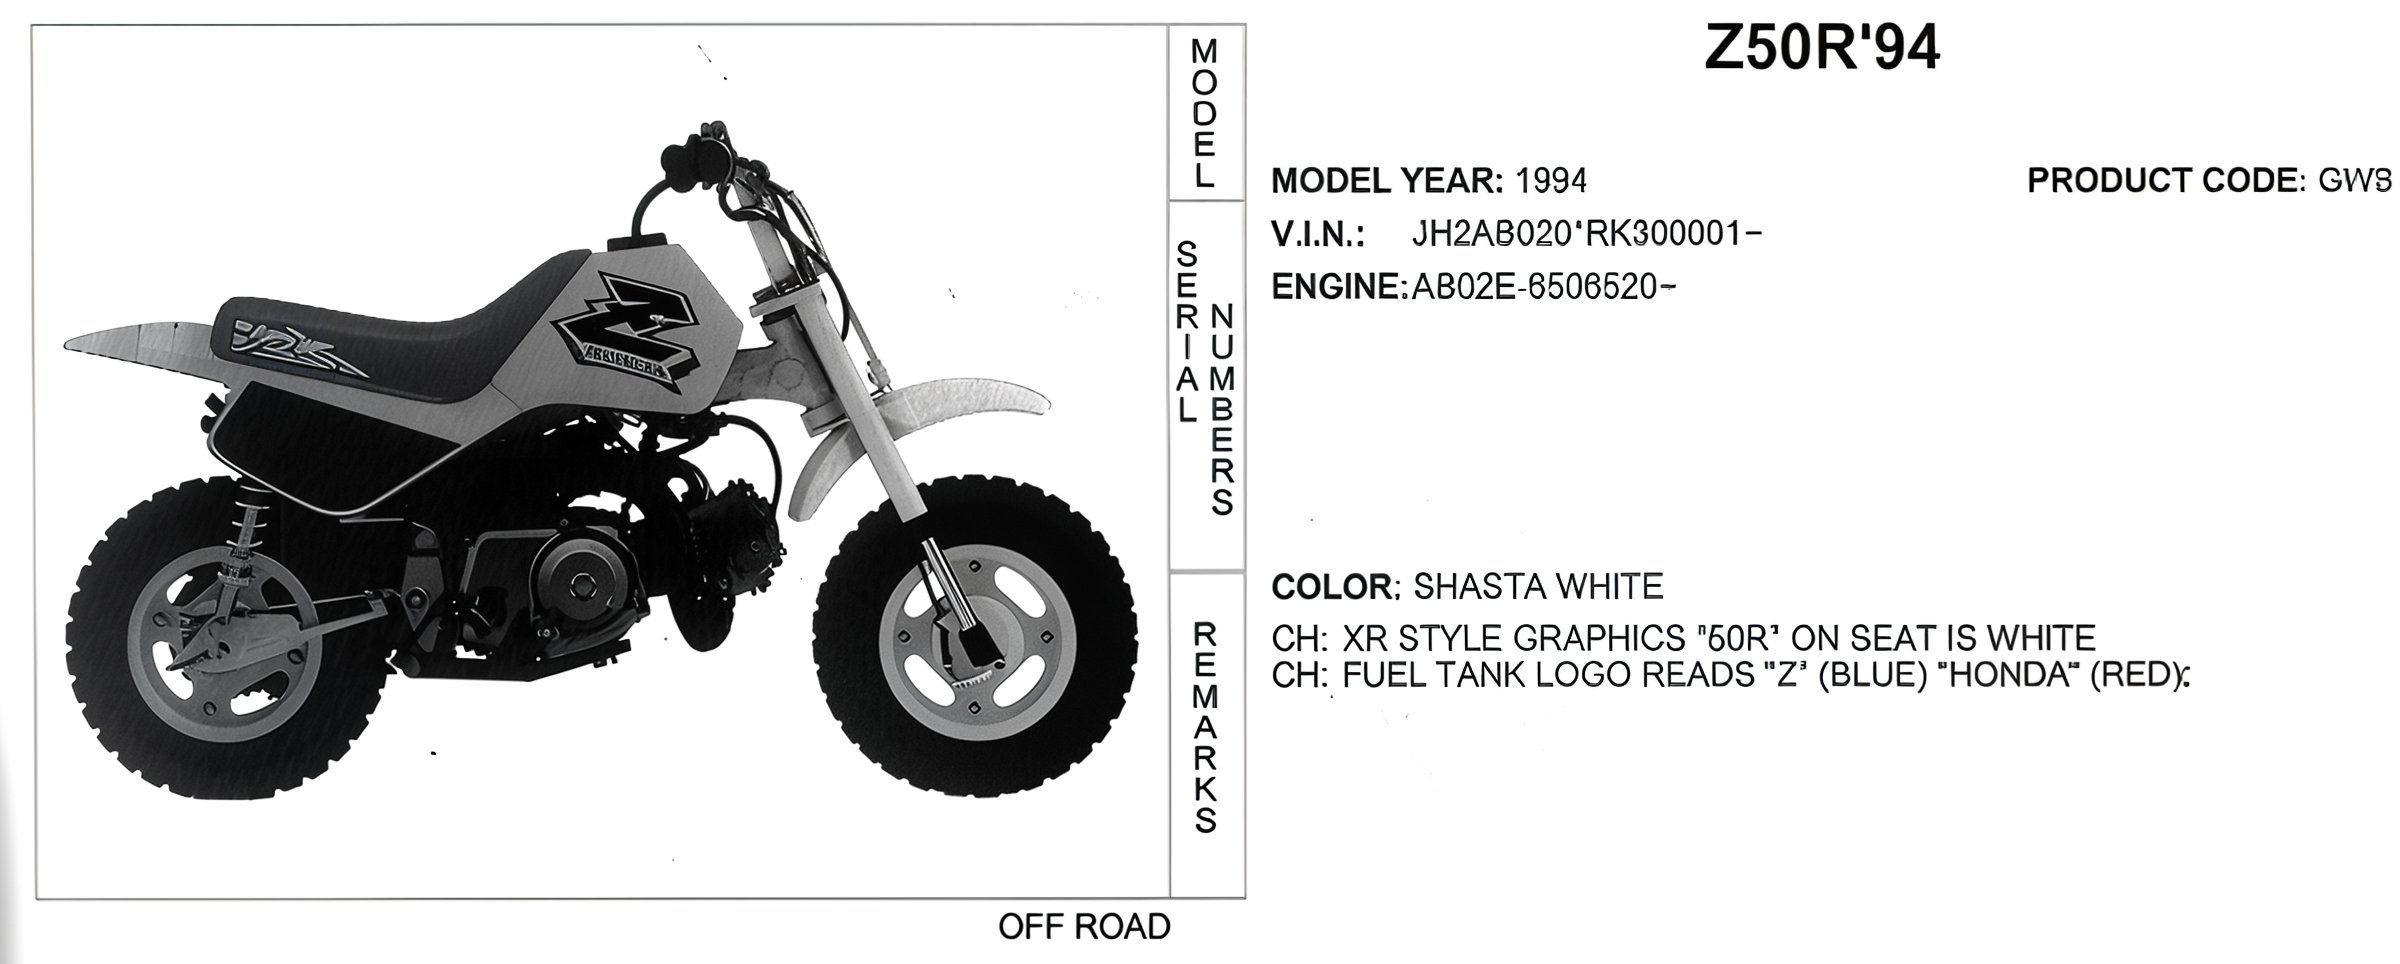 Z50R'94
MODEL
MODEL YEAR: 1994
PRODUCT CODE: GW8
V.I.N.: JH2AB020*RK300001~
SERIAL NUMBERS
ENGINE: AB02E-6506520~
COLOR: SHASTA WHITE
REMARKS
CH: XR STYLE GRAPHICS "50R" ON SEAT IS WHITE
CH: FUEL TANK LOGO READS "Z" (BLUE) "HONDA" (RED).
OFF ROAD